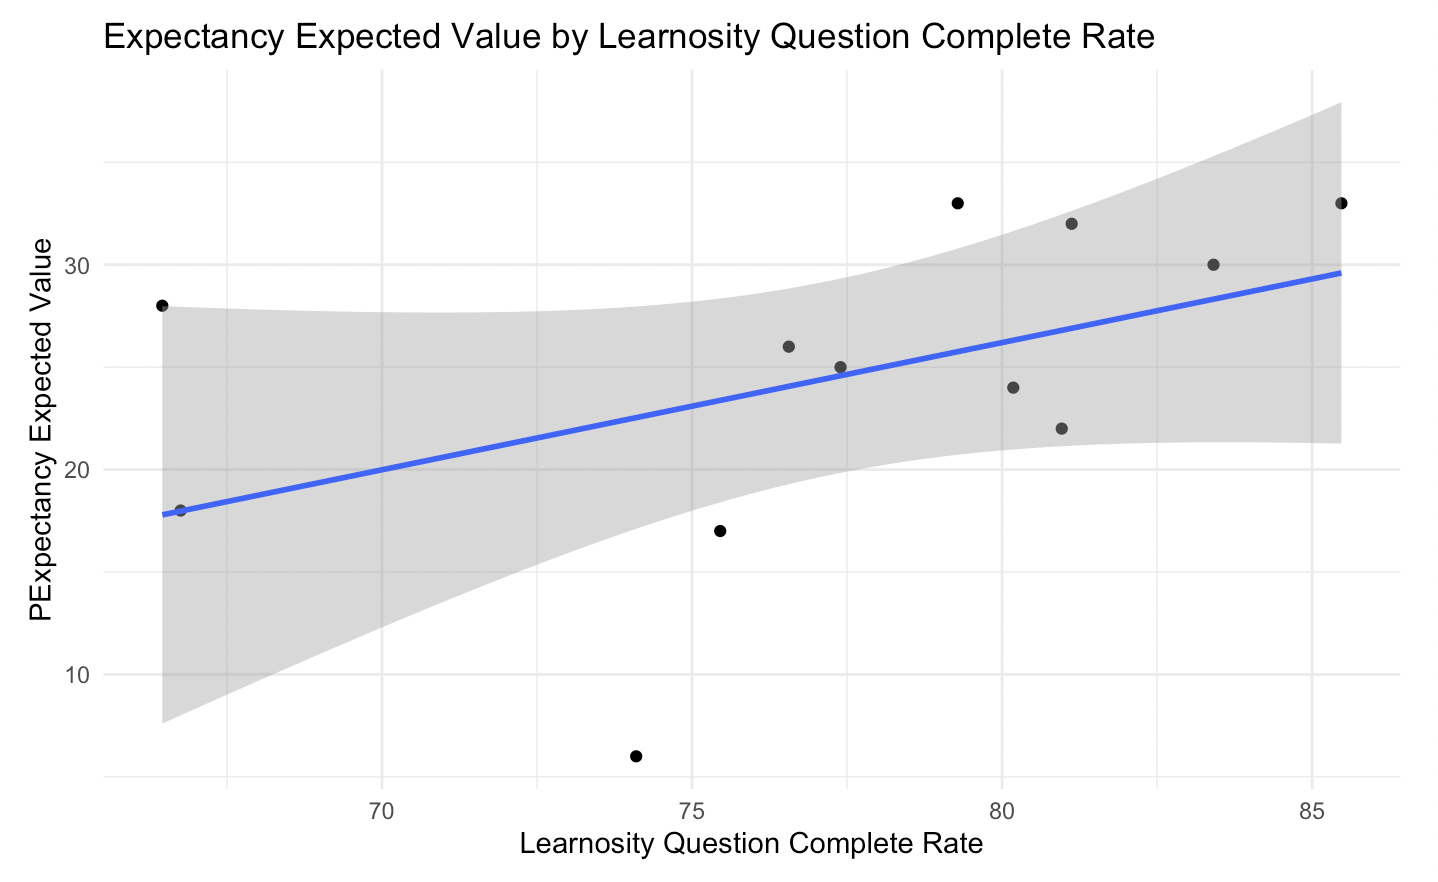 Expectancy Expected Value by Learnosity Question Complete Rate
PExpectancy Expected Value
30
20
10
70 75 80 85
Learnosity Question Complete Rate